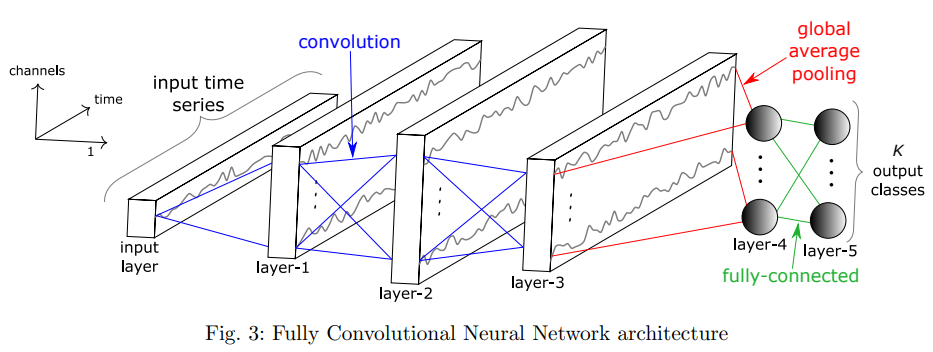 channels
time
1
input time
series
convolution
global
average
pooling
K
output
classes
input
layer
layer-1
layer-2
layer-3
layer-4
layer-5
fully-connected
Fig. 3: Fully Convolutional Neural Network architecture